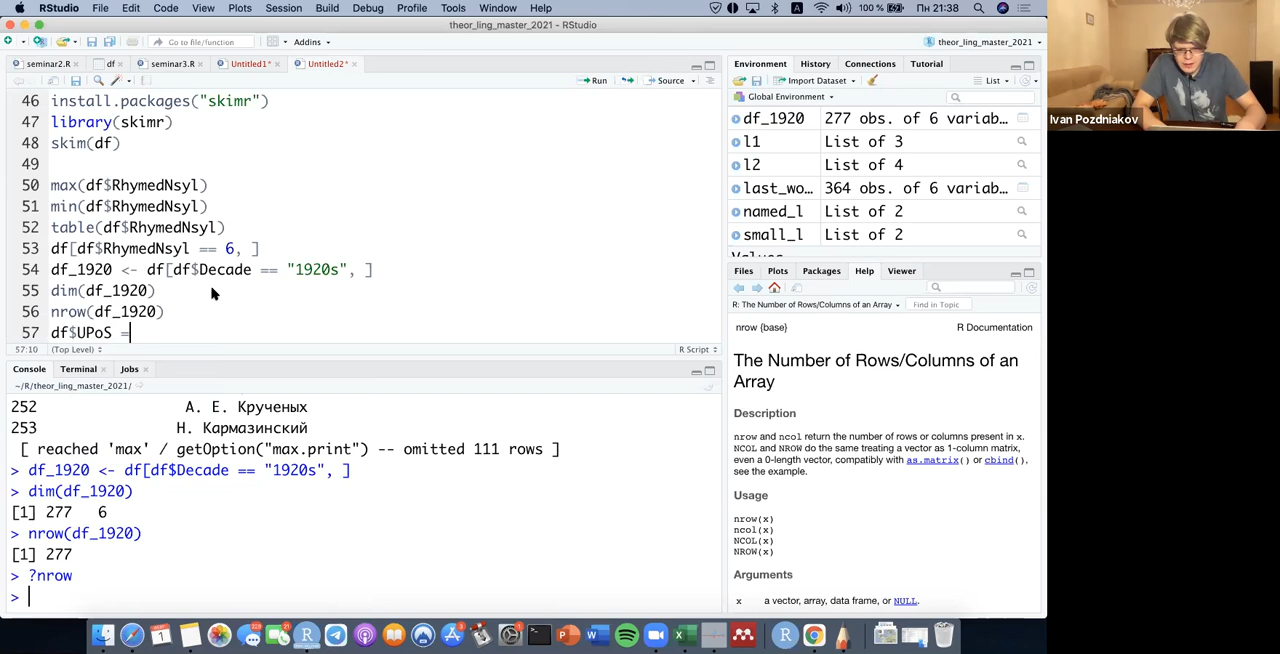 RStudio File Edit Code View Plots Session Build Debug Profile Tools Window Help 100 % Пн 21:38
theor_ling_master_2021 - RStudio
Go to file/function Addins theor_ling_master_2021
seminar2.R df seminar3.R Untitled1* Untitled2*
Run Source
46 install.packages("skimr")
47 library(skimr)
48 skim(df)
49
50 max(df$RhymedNsyl)
51 min(df$RhymedNsyl)
52 table(df$RhymedNsyl)
53 df[df$RhymedNsyl == 6, ]
54 df_1920 <- df[df$Decade == "1920s", ]
55 dim(df_1920)
56 nrow(df_1920)
57 df$UPoS =
57:10 (Top Level) R Script
Console Terminal Jobs
~/R/theor_ling_master_2021/
252 А. Е. Крученых
253 Н. Кармазинский
[ reached 'max' / getOption("max.print") -- omitted 111 rows ]
> df_1920 <- df[df$Decade == "1920s", ]
> dim(df_1920)
[1] 277 6
> nrow(df_1920)
[1] 277
> ?nrow
>
Environment History Connections Tutorial
Import Dataset List
Global Environment
df_1920 277 obs. of 6 variab…
l1 List of 3
l2 List of 4
last_wo… 364 obs. of 6 variab…
named_l List of 2
small_l List of 2
Values
Files Plots Packages Help Viewer
R: The Number of Rows/Columns of an Array Find in Topic
nrow {base} R Documentation
The Number of Rows/Columns of an
Array
Description
nrow and ncol return the number of rows or columns present in x.
NCOL and NROW do the same treating a vector as 1-column matrix,
even a 0-length vector, compatibly with as.matrix() or cbind(),
see the example.
Usage
nrow(x)
ncol(x)
NCOL(x)
NROW(x)
Arguments
x a vector, array, data frame, or NULL.
Ivan Pozdniakov